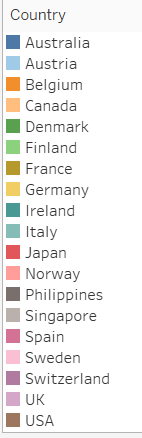 Country
Australia
Austria
Belgium
Canada
Denmark
Finland
France
Germany
Ireland
Italy
Japan
Norway
Philippines
Singapore
Spain
Sweden
Switzerland
UK
USA